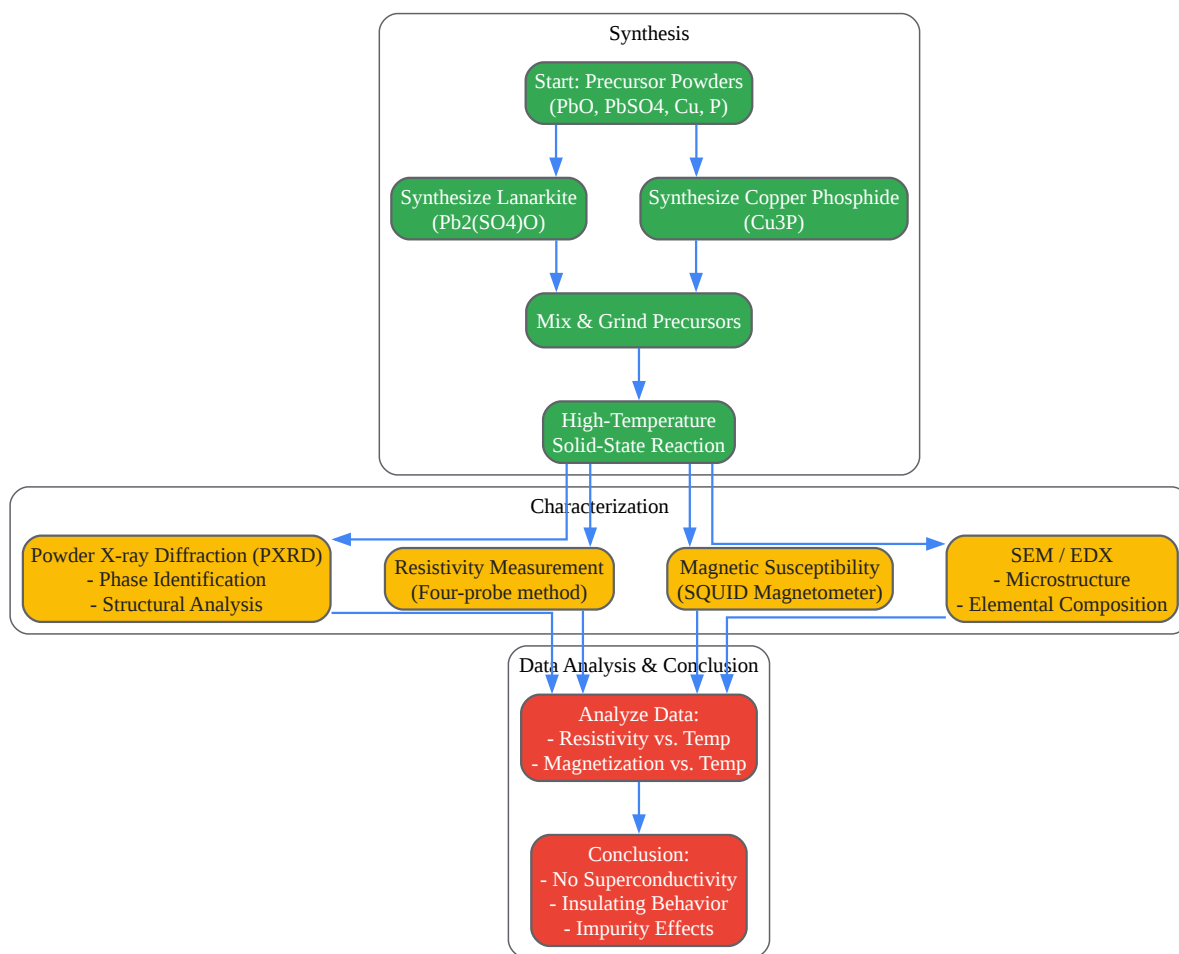 Synthesis
Start: Precursor Powders
(PbO, PbSO4, Cu, P)
Synthesize Lanarkite
(Pb2(SO4)O)
Synthesize Copper Phosphide
(Cu3P)
Mix & Grind Precursors
High-Temperature
Solid-State Reaction
Characterization
Powder X-ray Diffraction (PXRD)
- Phase Identification
- Structural Analysis
Resistivity Measurement
(Four-probe method)
Magnetic Susceptibility
(SQUID Magnetometer)
SEM / EDX
- Microstructure
- Elemental Composition
Data Analysis & Conclusion
Analyze Data:
- Resistivity vs. Temp
- Magnetization vs. Temp
Conclusion:
- No Superconductivity
- Insulating Behavior
- Impurity Effects